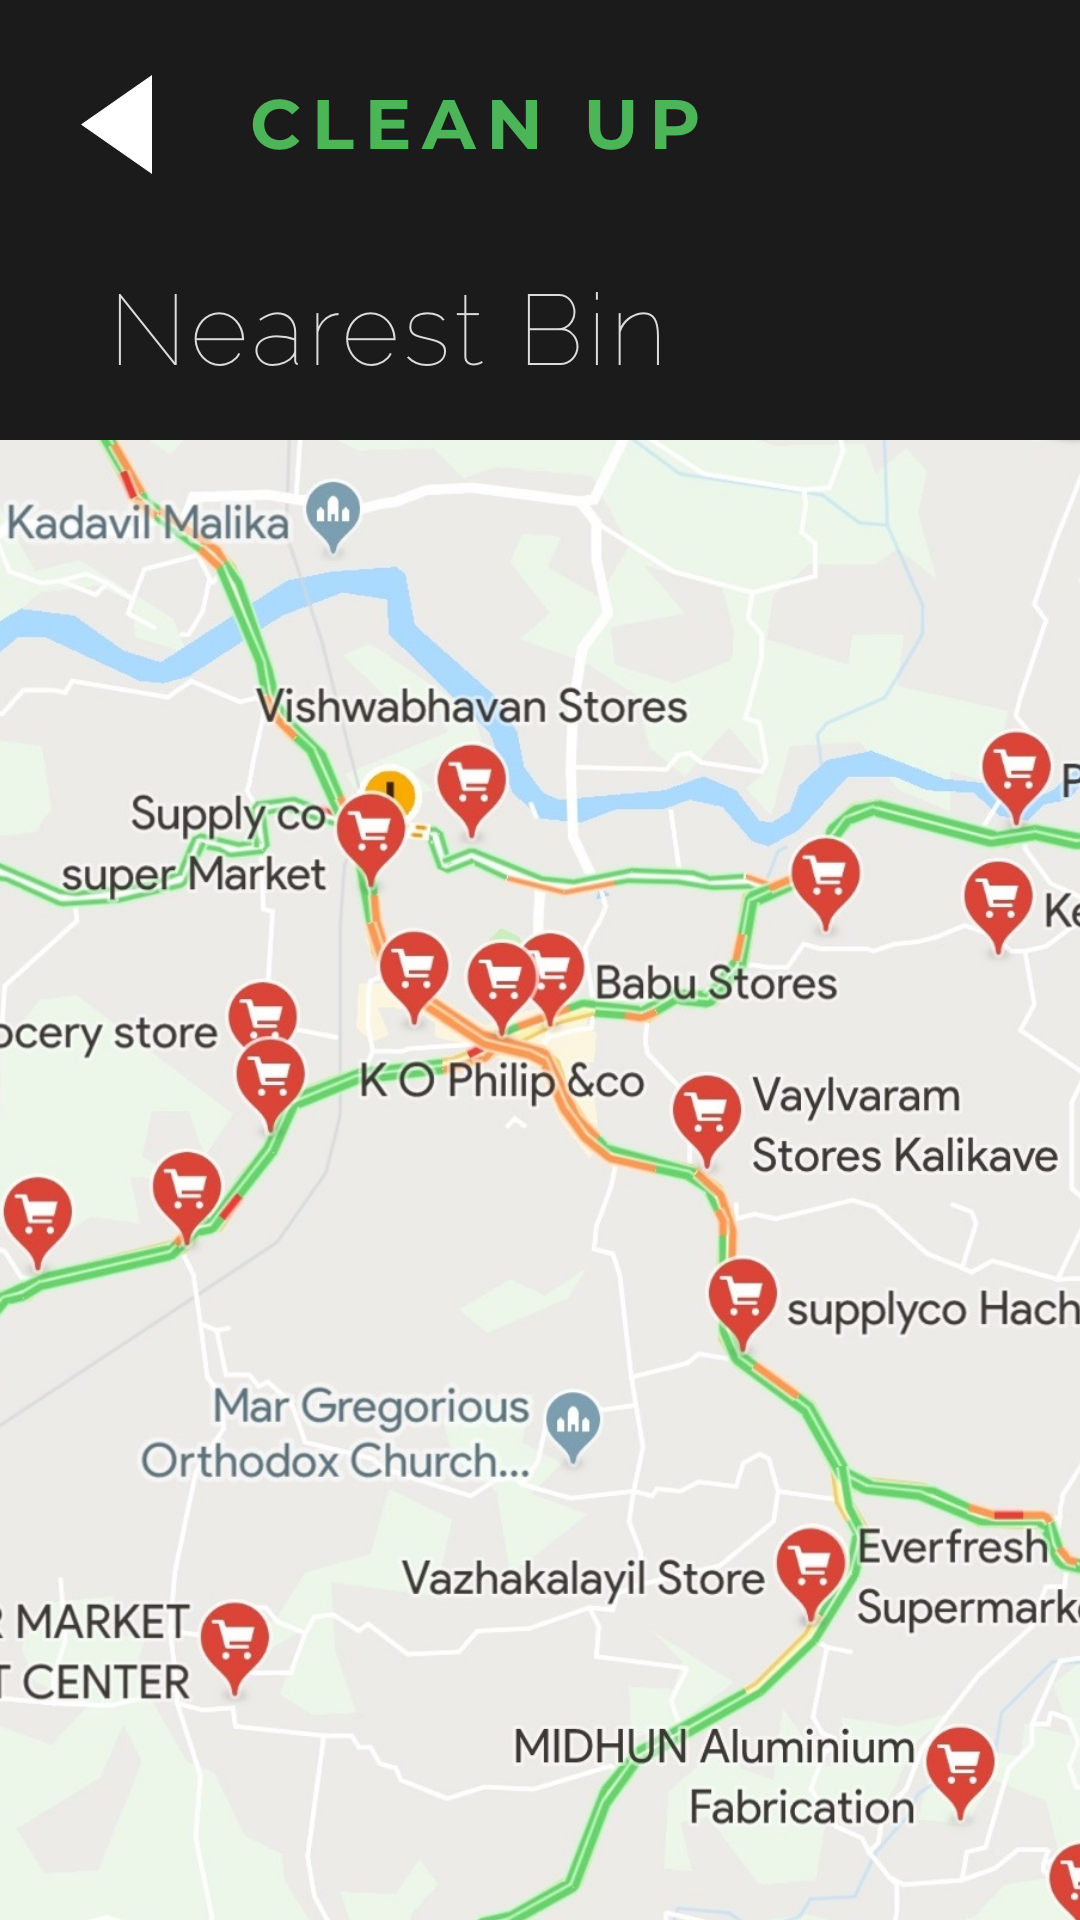 CLEAN UP
Nearest Bin
Kadavil Malika
Vishwabhavan Stores
Supply co
super Market
P
Ke
Babu Stores
ocery store
K O Philip &co
Vaylvaram
Stores Kalikave
supplyco Hach
Mar Gregorious
Orthodox Church...
Vazhakalayil Store
Everfresh
Supermarke
R MARKET
T CENTER
MIDHUN Aluminium
Fabrication